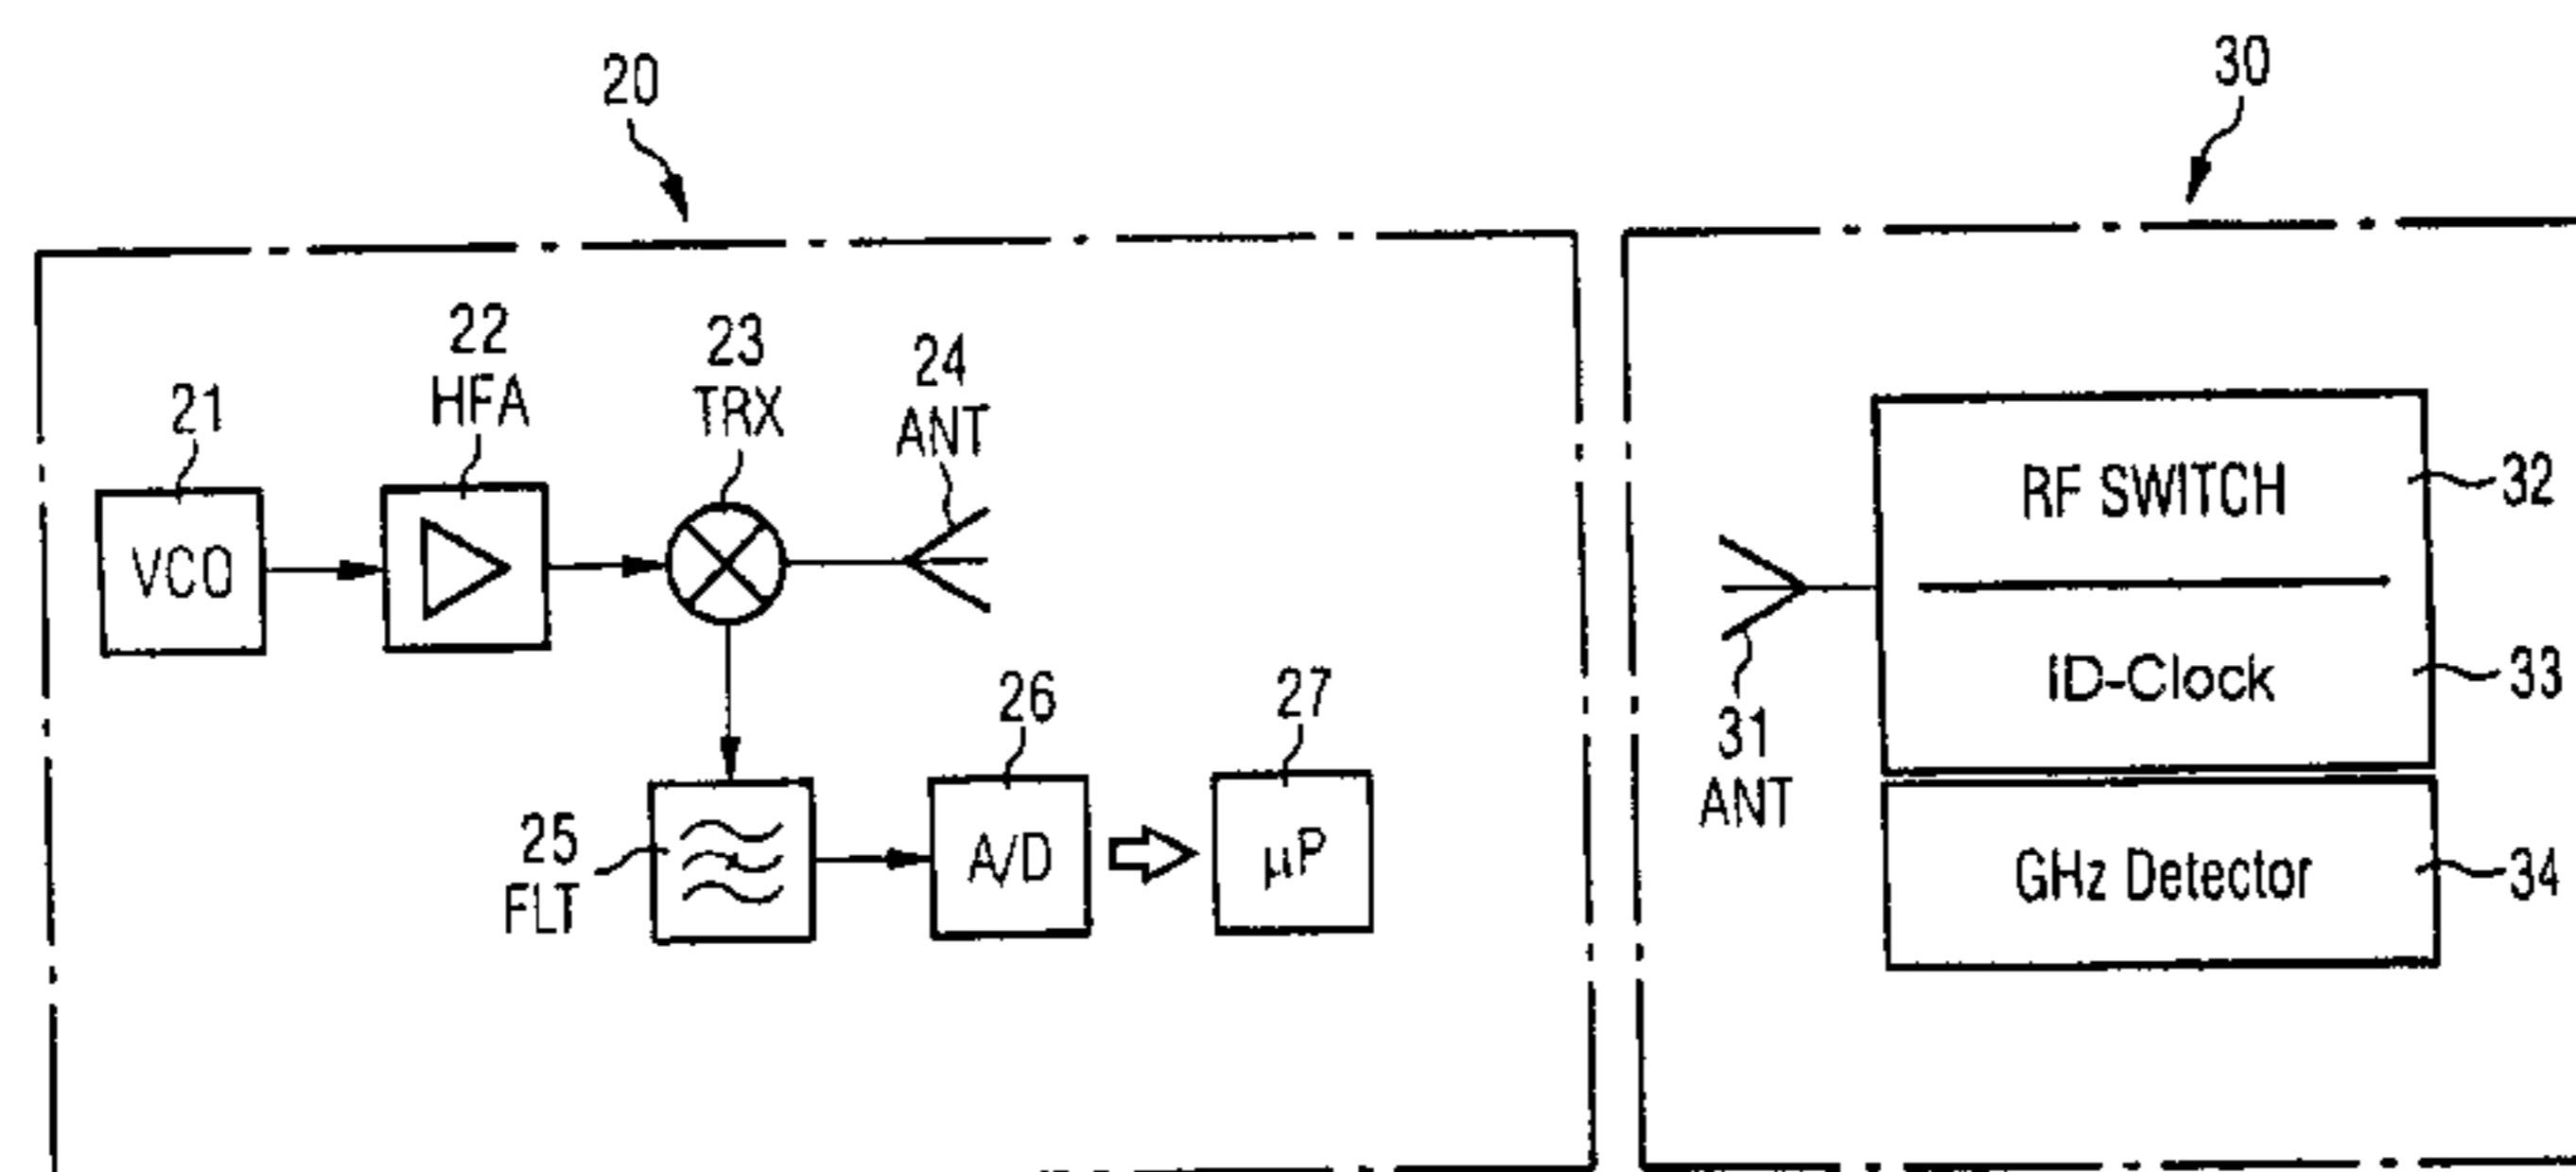 20
30
21
VCO
22
HFA
23
TRX
24
ANT
25
FLT
26
A/D
27
µP
31
ANT
RF SWITCH
32
iD-Clock
33
GHz Detector
34